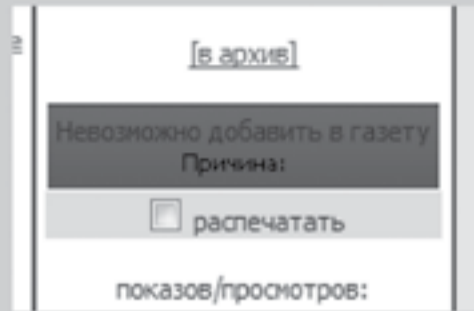 [в архив]
Невозможно добавить в газету
Причина:
распечатать
показов/просмотров: